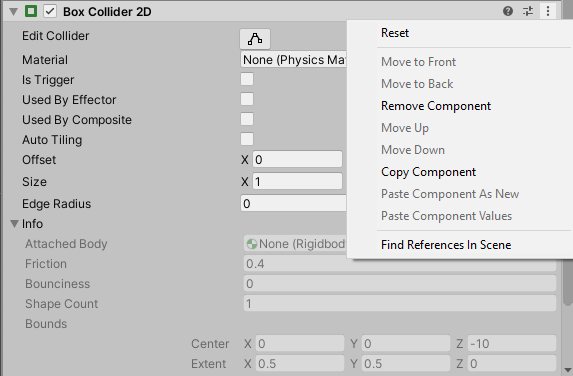 Box Collider 2D
Edit Collider
Material None (Physics Ma
Is Trigger
Used By Effector
Used By Composite
Auto Tiling
Offset X 0
Size X 1
Edge Radius 0
Info
Attached Body None (Rigidbod
Friction 0.4
Bounciness 0
Shape Count 1
Bounds
Center X 0 Y 0 Z -10
Extent X 0.5 Y 0.5 Z 0
Reset
Move to Front
Move to Back
Remove Component
Move Up
Move Down
Copy Component
Paste Component As New
Paste Component Values
Find References In Scene